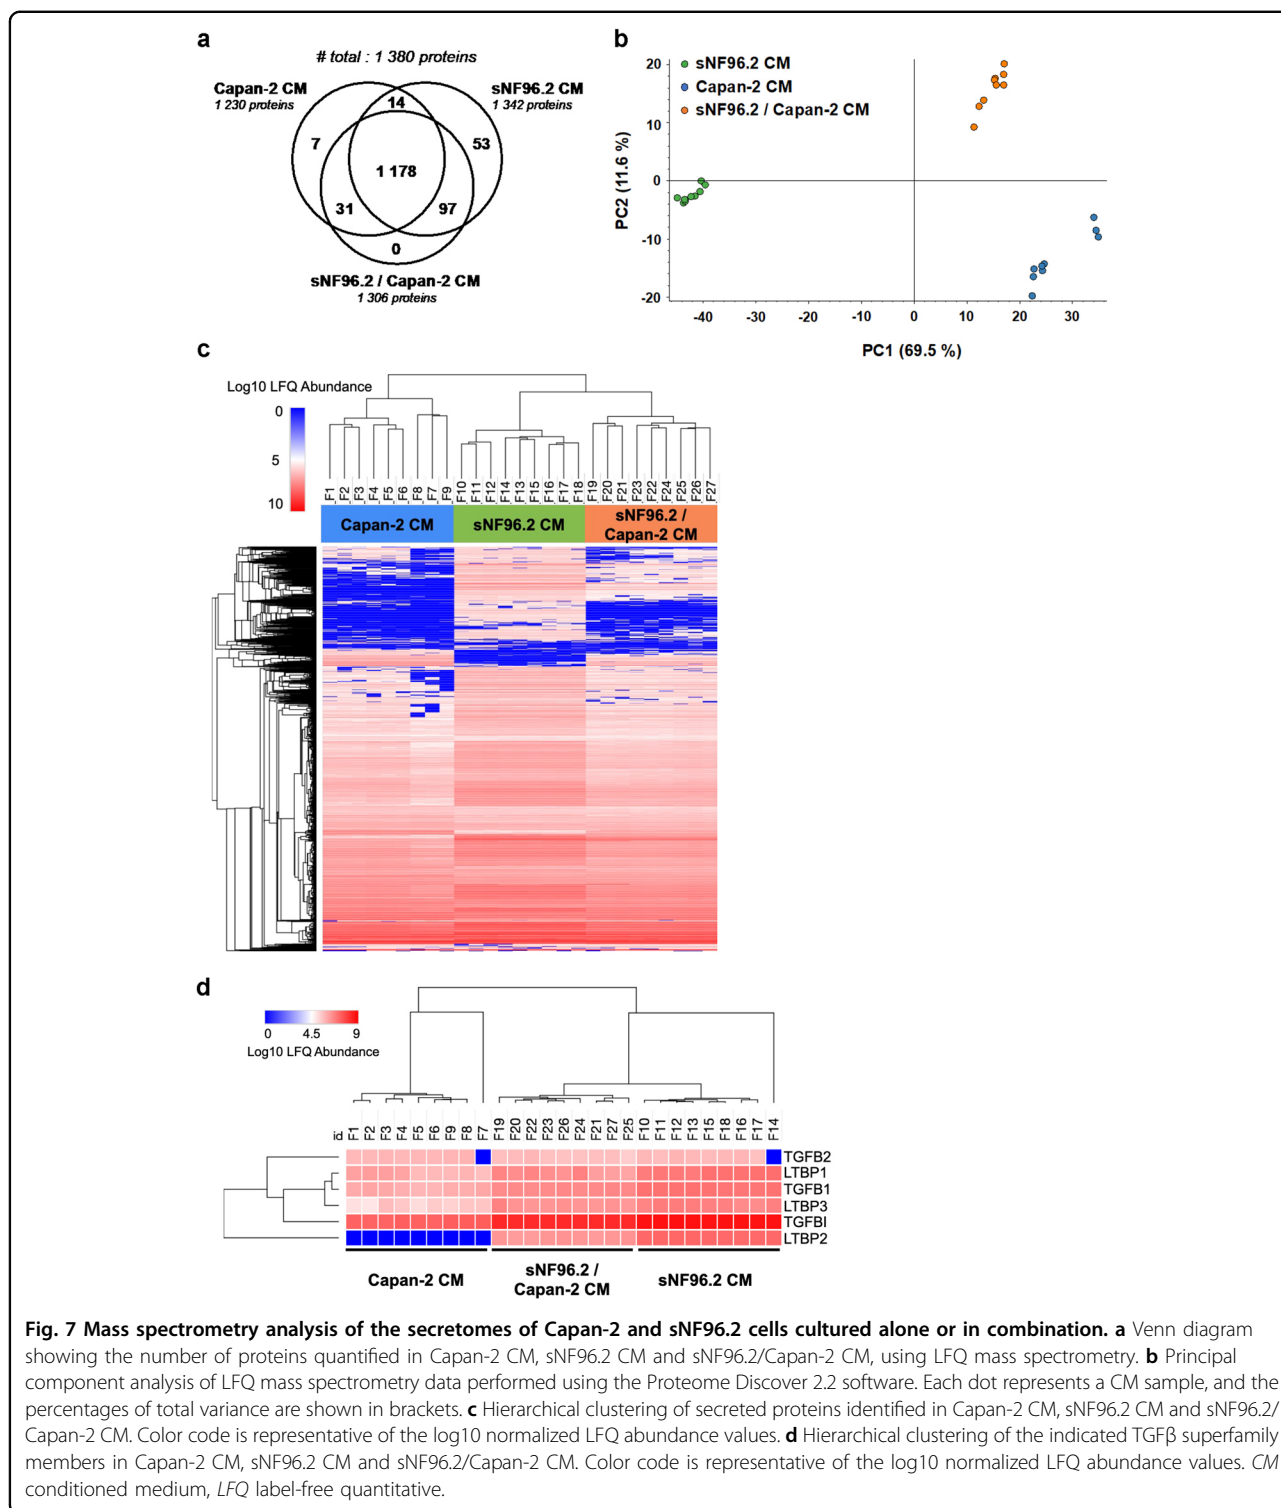 a
# total : 1 380 proteins
Capan-2 CM
1 230 proteins
sNF96.2 CM
1 342 proteins
14
7
53
1 178
31
97
0
sNF96.2 / Capan-2 CM
1 306 proteins
b
sNF96.2 CM
Capan-2 CM
sNF96.2 / Capan-2 CM
PC2 (11.6 %)
20
10
0
-10
-20
-40
-30
-20
-10
0
10
20
30
PC1 (69.5 %)
c
Log10 LFQ Abundance
0
5
10
F1 F2 F3 F4 F5 F6 F8 F7 F9 F10 F11 F12 F14 F13 F15 F16 F17 F18 F19 F20 F21 F23 F22 F24 F25 F26 F27
Capan-2 CM
sNF96.2 CM
sNF96.2 /
Capan-2 CM
d
0 4.5 9
Log10 LFQ Abundance
id F1 F2 F3 F4 F5 F6 F9 F8 F7 F19 F20 F22 F23 F26 F24 F21 F27 F25 F10 F11 F12 F13 F15 F18 F16 F17 F14
TGFB2
LTBP1
TGFB1
LTBP3
TGFBI
LTBP2
Capan-2 CM
sNF96.2 /
Capan-2 CM
sNF96.2 CM
Fig. 7 Mass spectrometry analysis of the secretomes of Capan-2 and sNF96.2 cells cultured alone or in combination. a Venn diagram
showing the number of proteins quantified in Capan-2 CM, sNF96.2 CM and sNF96.2/Capan-2 CM, using LFQ mass spectrometry. b Principal
component analysis of LFQ mass spectrometry data performed using the Proteome Discover 2.2 software. Each dot represents a CM sample, and the
percentages of total variance are shown in brackets. c Hierarchical clustering of secreted proteins identified in Capan-2 CM, sNF96.2 CM and sNF96.2/
Capan-2 CM. Color code is representative of the log10 normalized LFQ abundance values. d Hierarchical clustering of the indicated TGFβ superfamily
members in Capan-2 CM, sNF96.2 CM and sNF96.2/Capan-2 CM. Color code is representative of the log10 normalized LFQ abundance values. CM
conditioned medium, LFQ label-free quantitative.